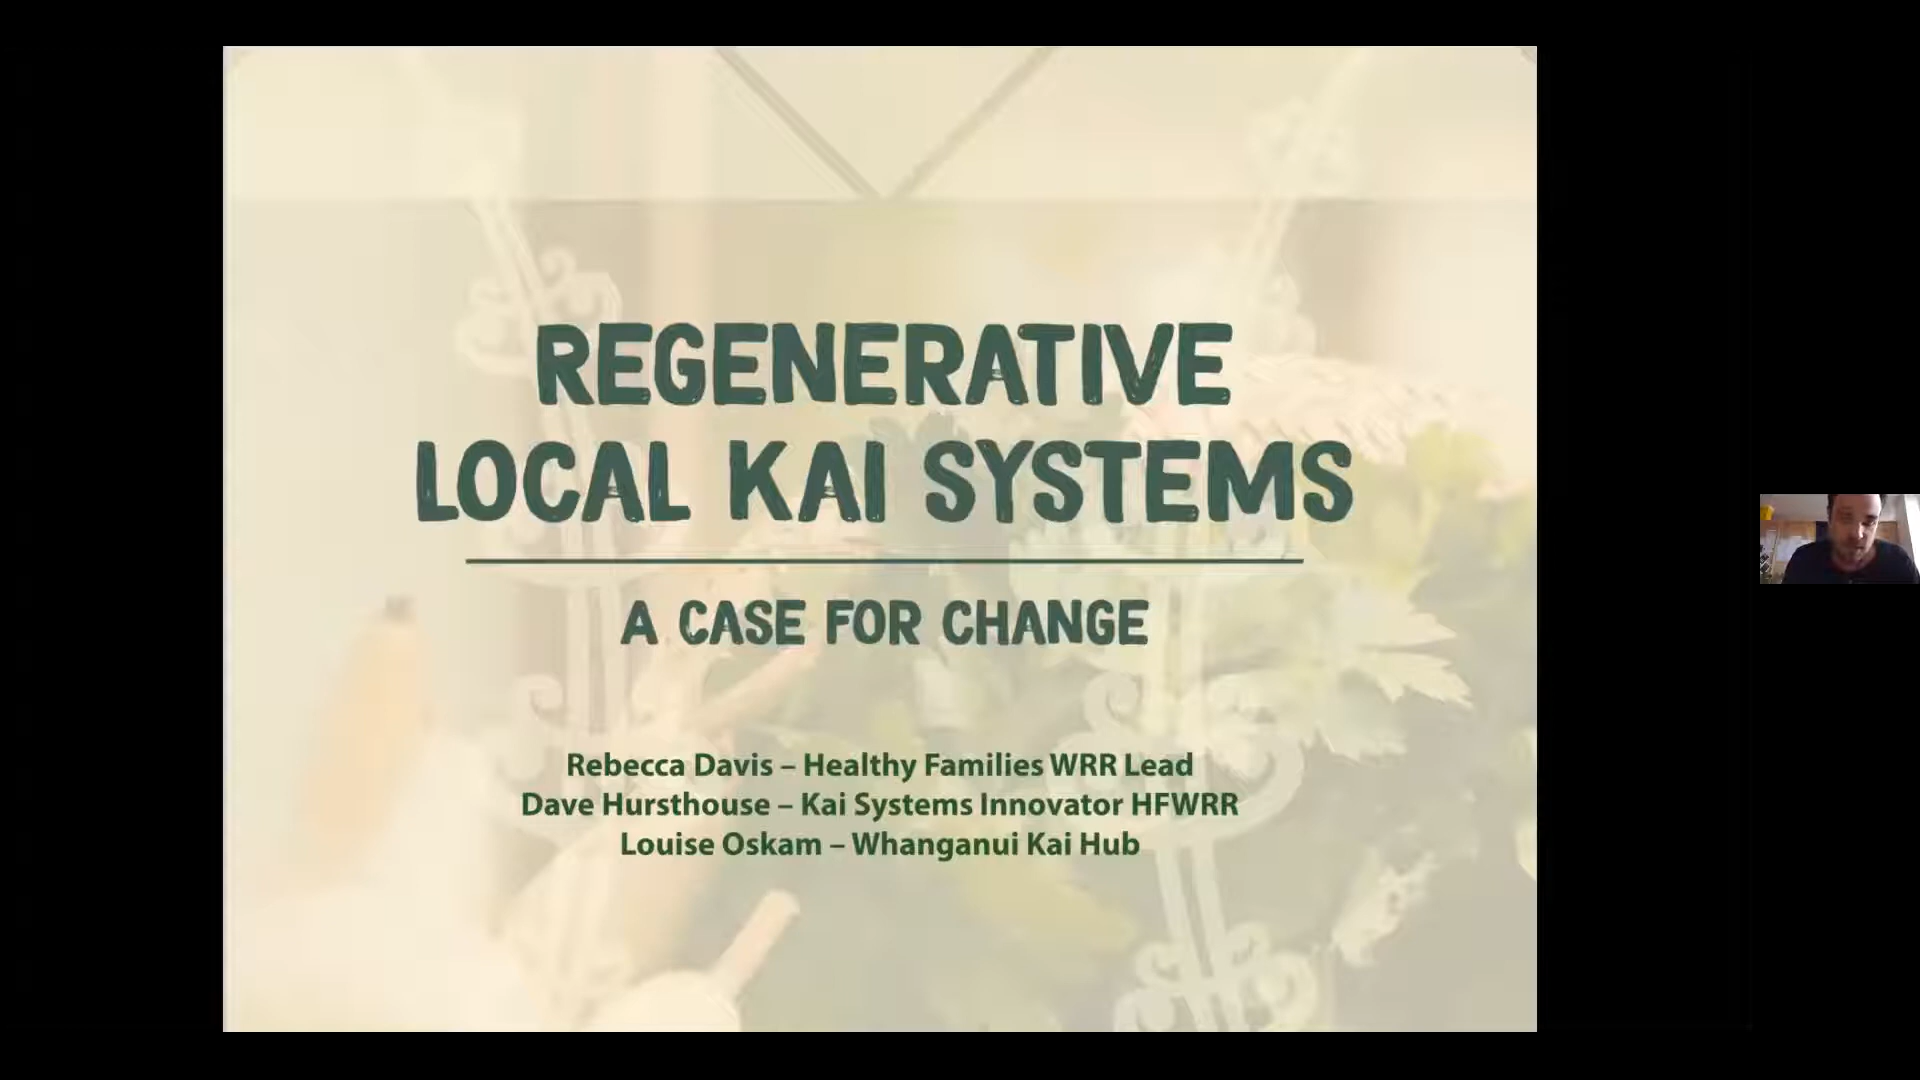 REGENERATIVE
LOCAL KAI SYSTEMS
A CASE FOR CHANGE
Rebecca Davis – Healthy Families WRR Lead
Dave Hursthouse – Kai Systems Innovator HFWRR
Louise Oskam – Whanganui Kai Hub